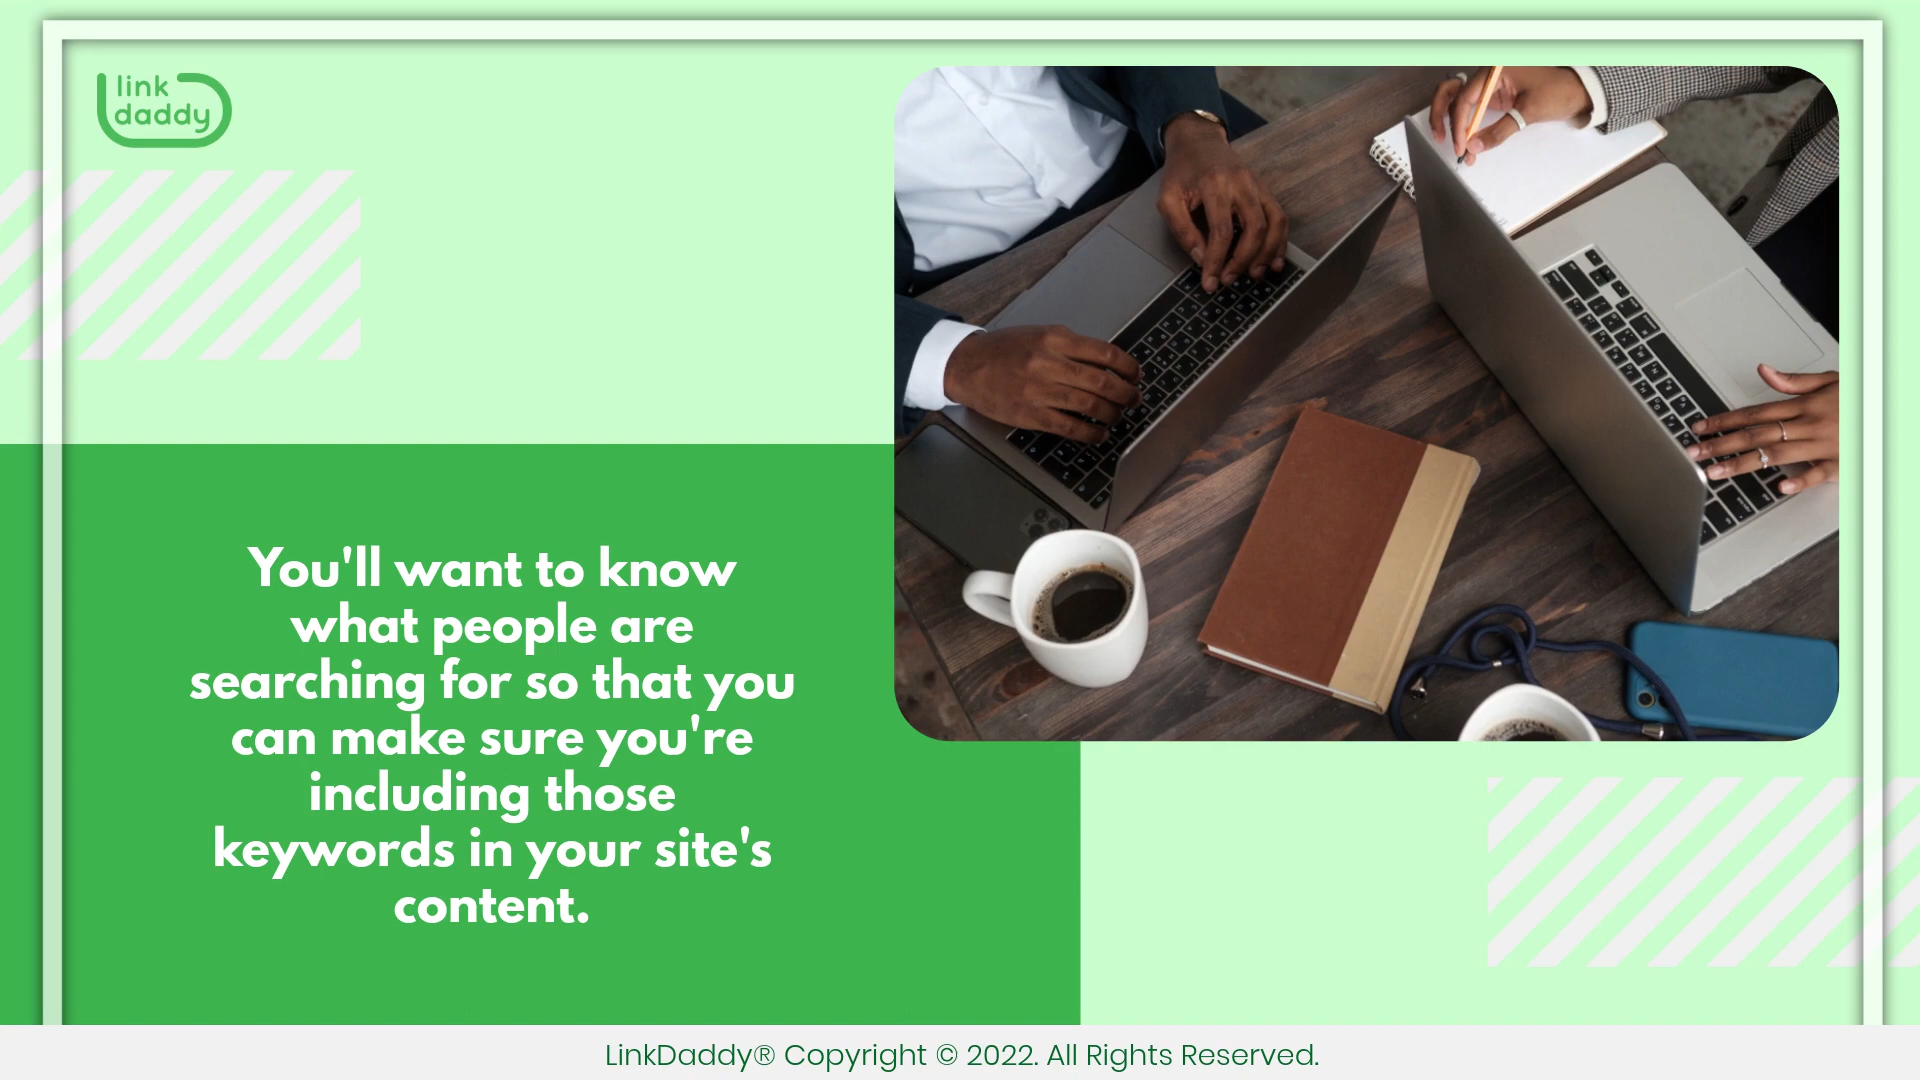 link
daddy
You'll want to know
what people are
searching for so that you
can make sure you're
including those
keywords in your site's
content.
LinkDaddy® Copyright © 2022. All Rights Reserved.